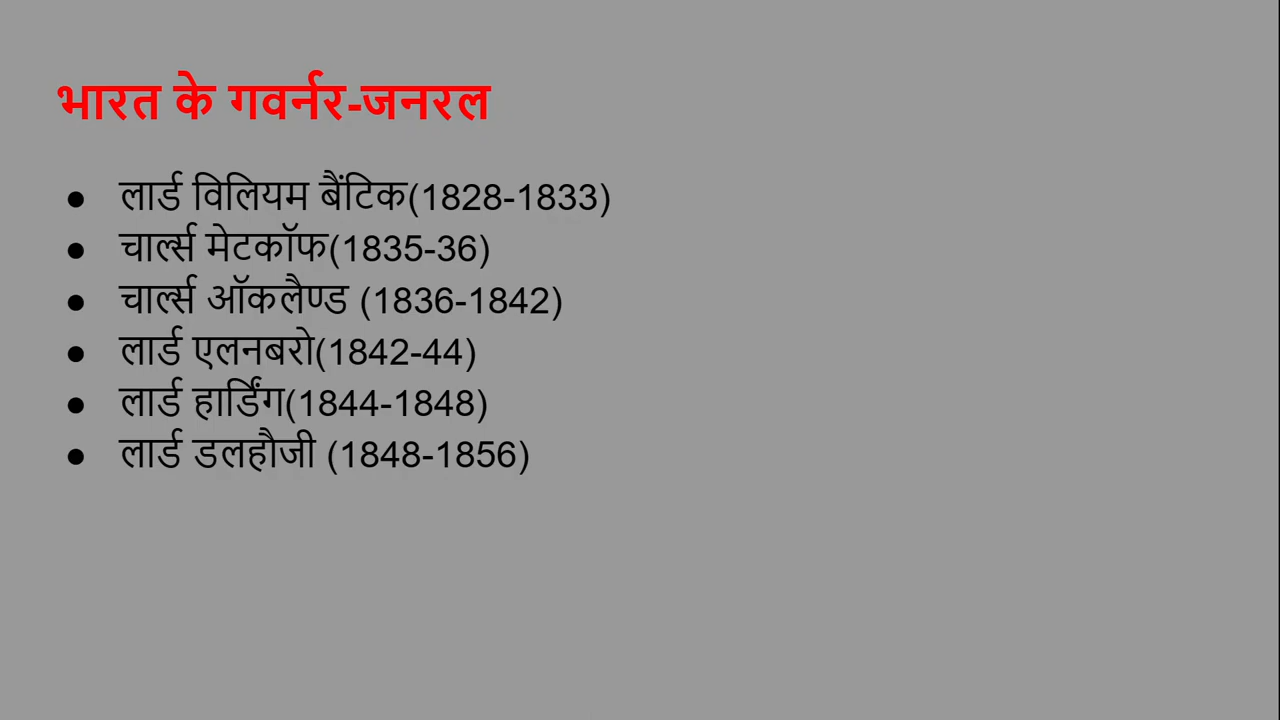 भारत के गवर्नर-जनरल
● लार्ड विलियम बैंटिक(1828-1833)
● चार्ल्स मेटकॉफ(1835-36)
● चार्ल्स ऑकलैण्ड (1836-1842)
● लार्ड एलनबरो(1842-44)
● लार्ड हार्डिंग(1844-1848)
● लार्ड डलहौजी (1848-1856)